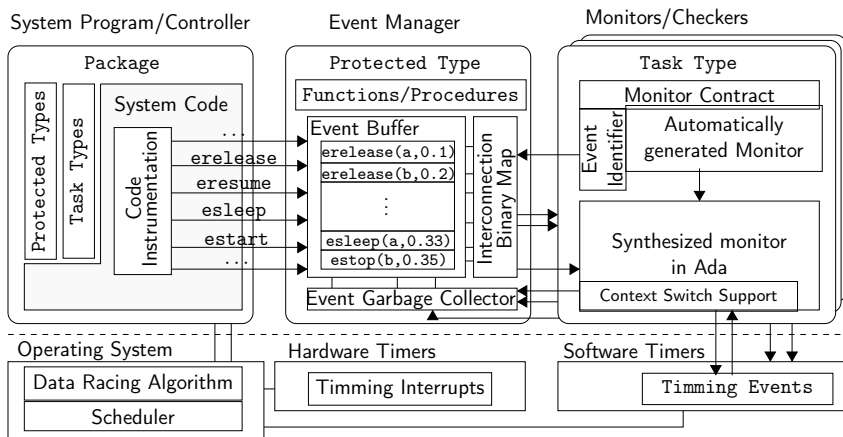 System Program/Controller
Event Manager
Monitors/Checkers
Package
Protected Types
Task Types
System Code
Code
Instrumentation
...
erelease
eresume
esleep
estart
...
Protected Type
Functions/Procedures
Event Buffer
erelease(a,0.1)
erelease(b,0.2)
⋮
esleep(a,0.33)
estop(b,0.35)
Interconnection
Binary Map
Event Garbage Collector
Task Type
Monitor Contract
Event
Identifier
Automatically
generated Monitor
Synthesized monitor
in Ada
Context Switch Support
Operating System
Data Racing Algorithm
Scheduler
Hardware Timers
Timming Interrupts
Software Timers
Timming Events